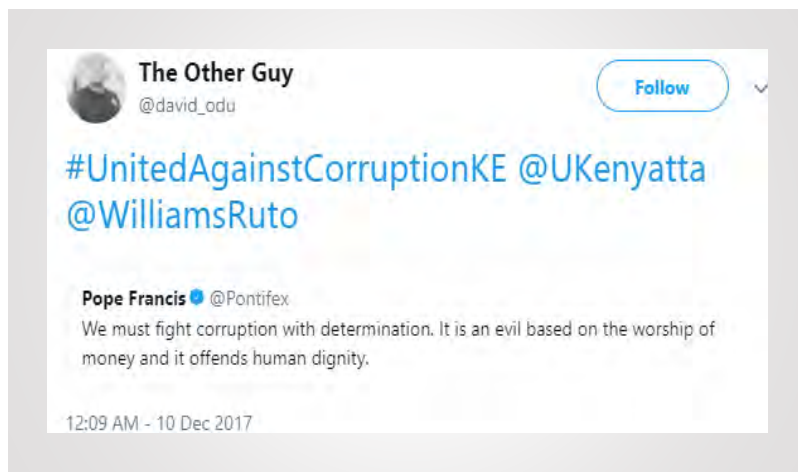 The Other Guy
@david_odu
Follow
#UnitedAgainstCorruptionKE @UKenyatta
@WilliamsRuto
Pope Francis @Pontifex
We must fight corruption with determination. It is an evil based on the worship of
money and it offends human dignity.
12:09 AM - 10 Dec 2017